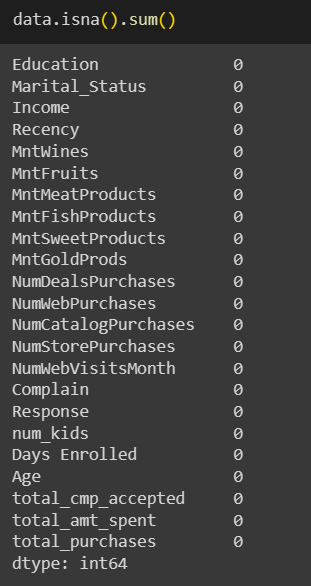 data.isna().sum()
Education 0
Marital_Status 0
Income 0
Recency 0
MntWines 0
MntFruits 0
MntMeatProducts 0
MntFishProducts 0
MntSweetProducts 0
MntGoldProds 0
NumDealsPurchases 0
NumWebPurchases 0
NumCatalogPurchases 0
NumStorePurchases 0
NumWebVisitsMonth 0
Complain 0
Response 0
num_kids 0
Days Enrolled 0
Age 0
total_cmp_accepted 0
total_amt_spent 0
total_purchases 0
dtype: int64